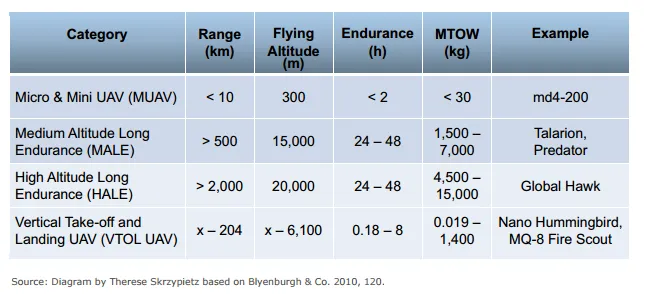 Category Range (km) Flying Altitude (m) Endurance (h) MTOW (kg) Example
Micro & Mini UAV (MUAV) < 10 300 < 2 < 30 md4-200
Medium Altitude Long Endurance (MALE) > 500 15,000 24 – 48 1,500 – 7,000 Talarion, Predator
High Altitude Long Endurance (HALE) > 2,000 20,000 24 – 48 4,500 – 15,000 Global Hawk
Vertical Take-off and Landing UAV (VTOL UAV) x – 204 x – 6,100 0.18 – 8 0.019 – 1,400 Nano Hummingbird, MQ-8 Fire Scout
Source: Diagram by Therese Skrzypietz based on Blyenburgh & Co. 2010, 120.